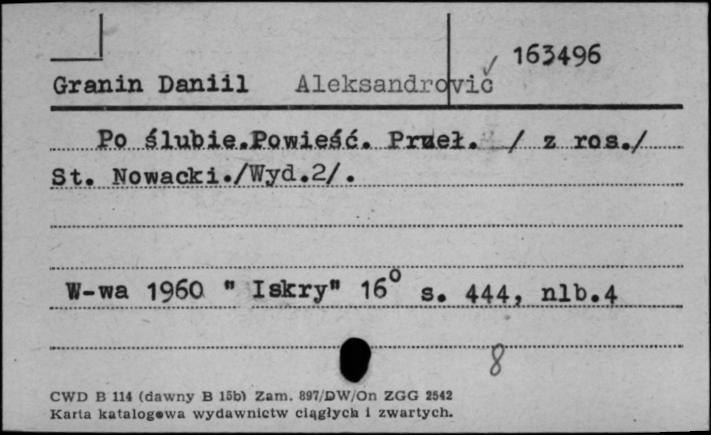 163496
Granin Daniil Aleksandrovič
Po ślubie.Powieść. Przeł. / z ros./
St. Nowacki./Wyd.2/.
W-wa 1960 " Iskry" 16° s. 444, nlb.4
8
CWD B 114 (dawny B 15b) Zam. 897/DW/On ZGG 2542
Karta katalogowa wydawnictw ciągłych i zwartych.